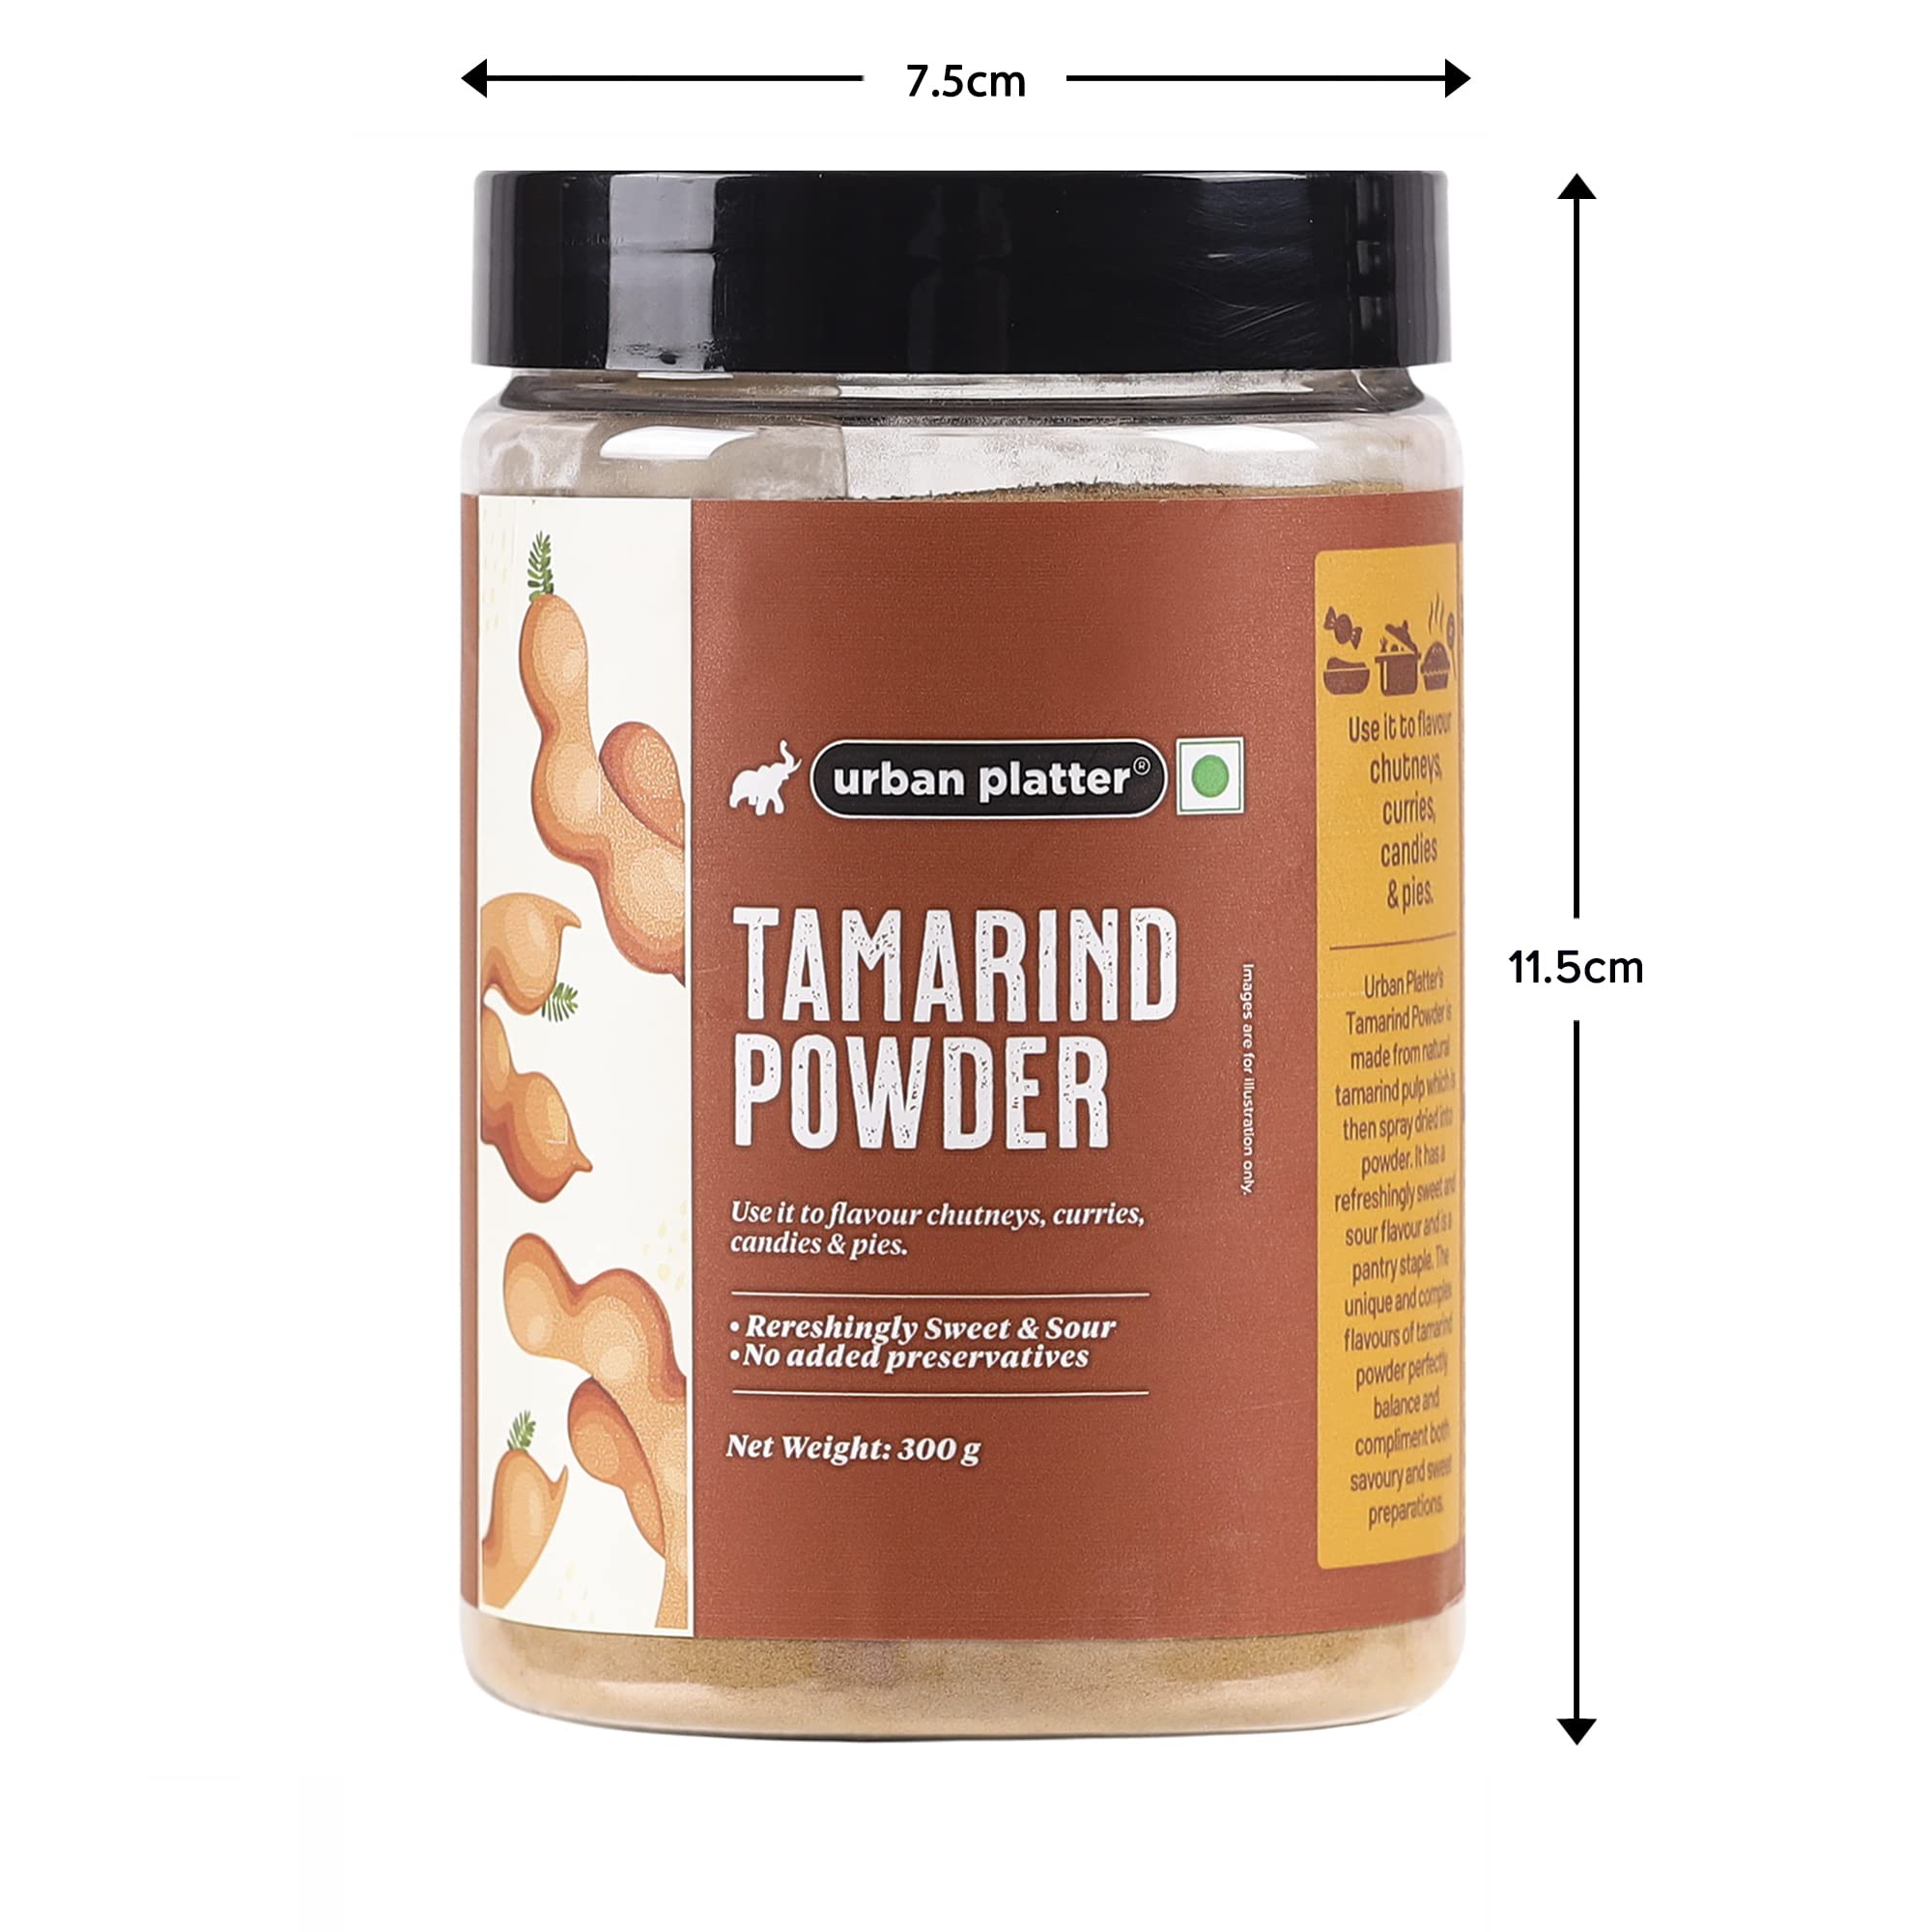 7.5cm
urban platter®
TAMARIND
POWDER
Use it to flavour chutneys, curries,
candies & pies.
• Rereshingly Sweet & Sour
• No added preservatives
Net Weight: 300 g
Images are for illustration only.
Use it to flavour
chutneys,
curries,
candies
& pies.
Urban Platter's
Tamarind Powder is
made from natural
tamarind pulp which is
then spray dried into
powder. It has a
refreshingly sweet and
sour flavour and is a
pantry staple. The
unique and complex
flavours of tamarind
powder perfectly
balance and
compliment both
savoury and sweet
preparations.
11.5cm